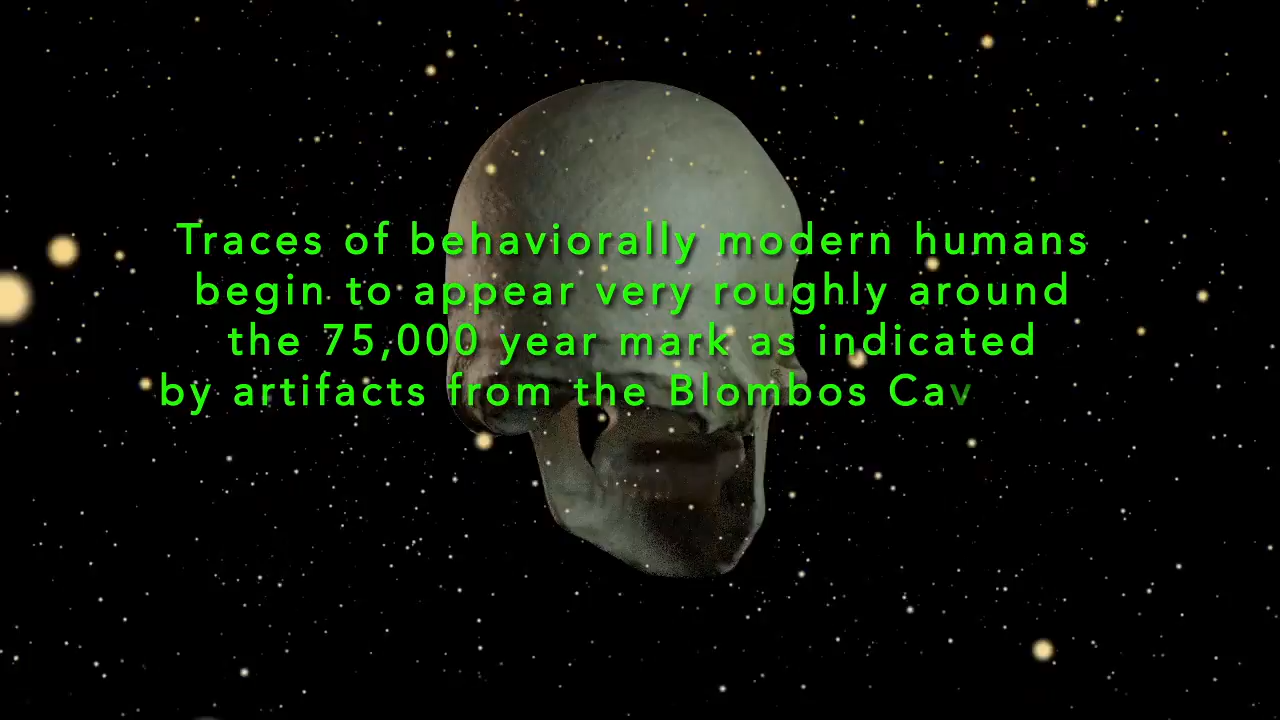 Traces of behaviorally modern humans
begin to appear very roughly around
the 75,000 year mark as indicated
by artifacts from the Blombos Cav